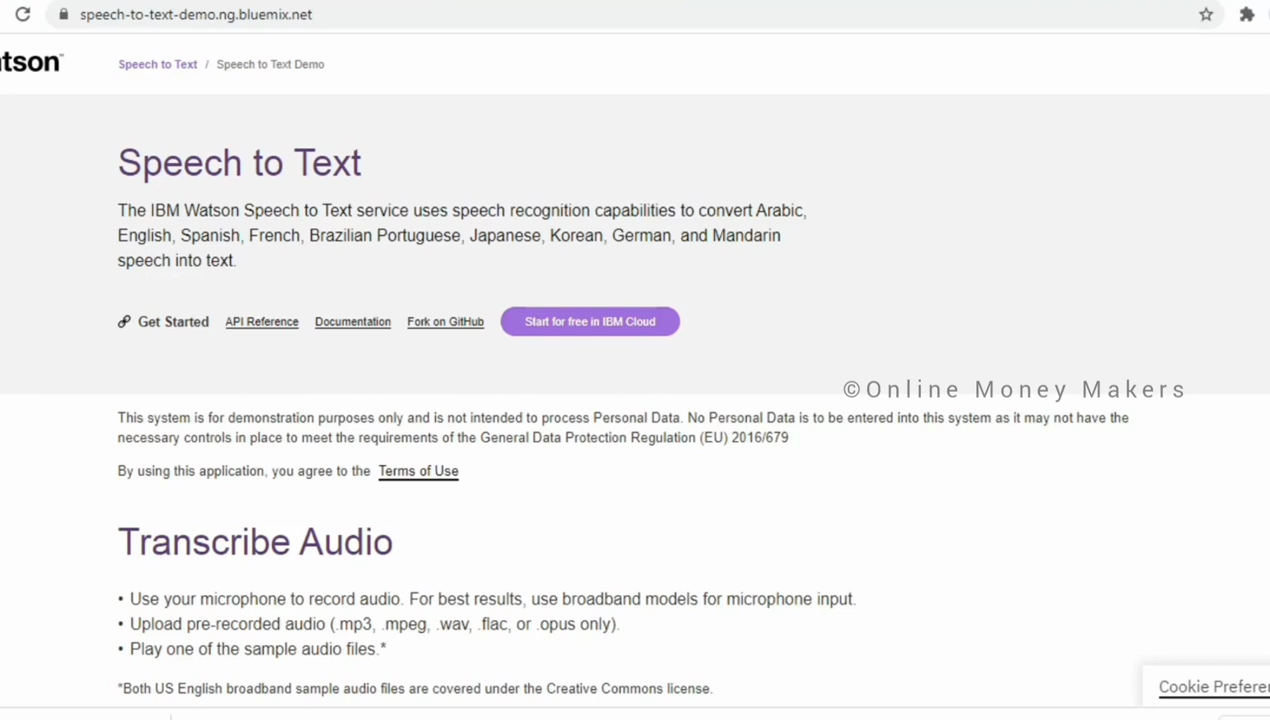 speech-to-text-demo.ng.bluemix.net
tson™
Speech to Text / Speech to Text Demo
Speech to Text
The IBM Watson Speech to Text service uses speech recognition capabilities to convert Arabic,
English, Spanish, French, Brazilian Portuguese, Japanese, Korean, German, and Mandarin
speech into text.
Get Started API Reference Documentation Fork on GitHub Start for free in IBM Cloud
©Online Money Makers
This system is for demonstration purposes only and is not intended to process Personal Data. No Personal Data is to be entered into this system as it may not have the
necessary controls in place to meet the requirements of the General Data Protection Regulation (EU) 2016/679
By using this application, you agree to the Terms of Use
Transcribe Audio
• Use your microphone to record audio. For best results, use broadband models for microphone input.
• Upload pre-recorded audio (.mp3, .mpeg, .wav, .flac, or .opus only).
• Play one of the sample audio files.*
*Both US English broadband sample audio files are covered under the Creative Commons license.
Cookie Prefere